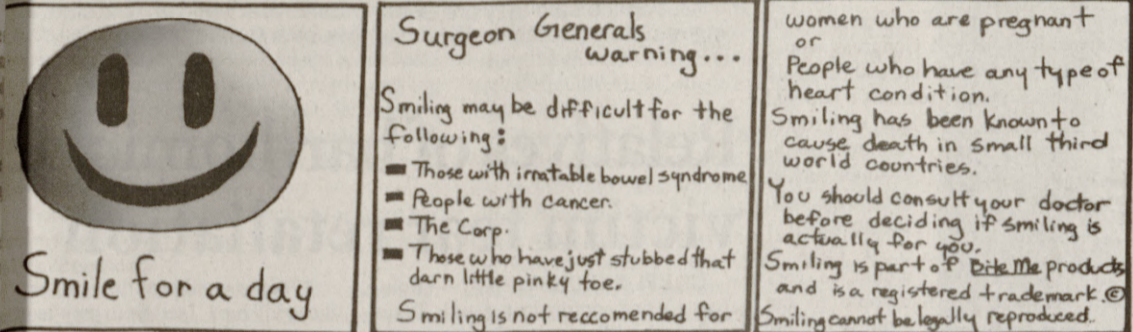 Smile for a day
Surgeon Generals
warning...
Smiling may be difficult for the
following:
Those with irratable bowel syndrome
People with cancer.
The Corp.
Those who have just stubbed that
darn little pinky toe.
Smiling is not reccomended for
women who are pregnant
or
People who have any type of
heart condition.
Smiling has been known to
cause death in small third
world countries.
You should consult your doctor
before deciding if smiling is
actually for you.
Smiling is part of Bite Me products
and is a registered trademark.©
Smiling cannot be legally reproduced.